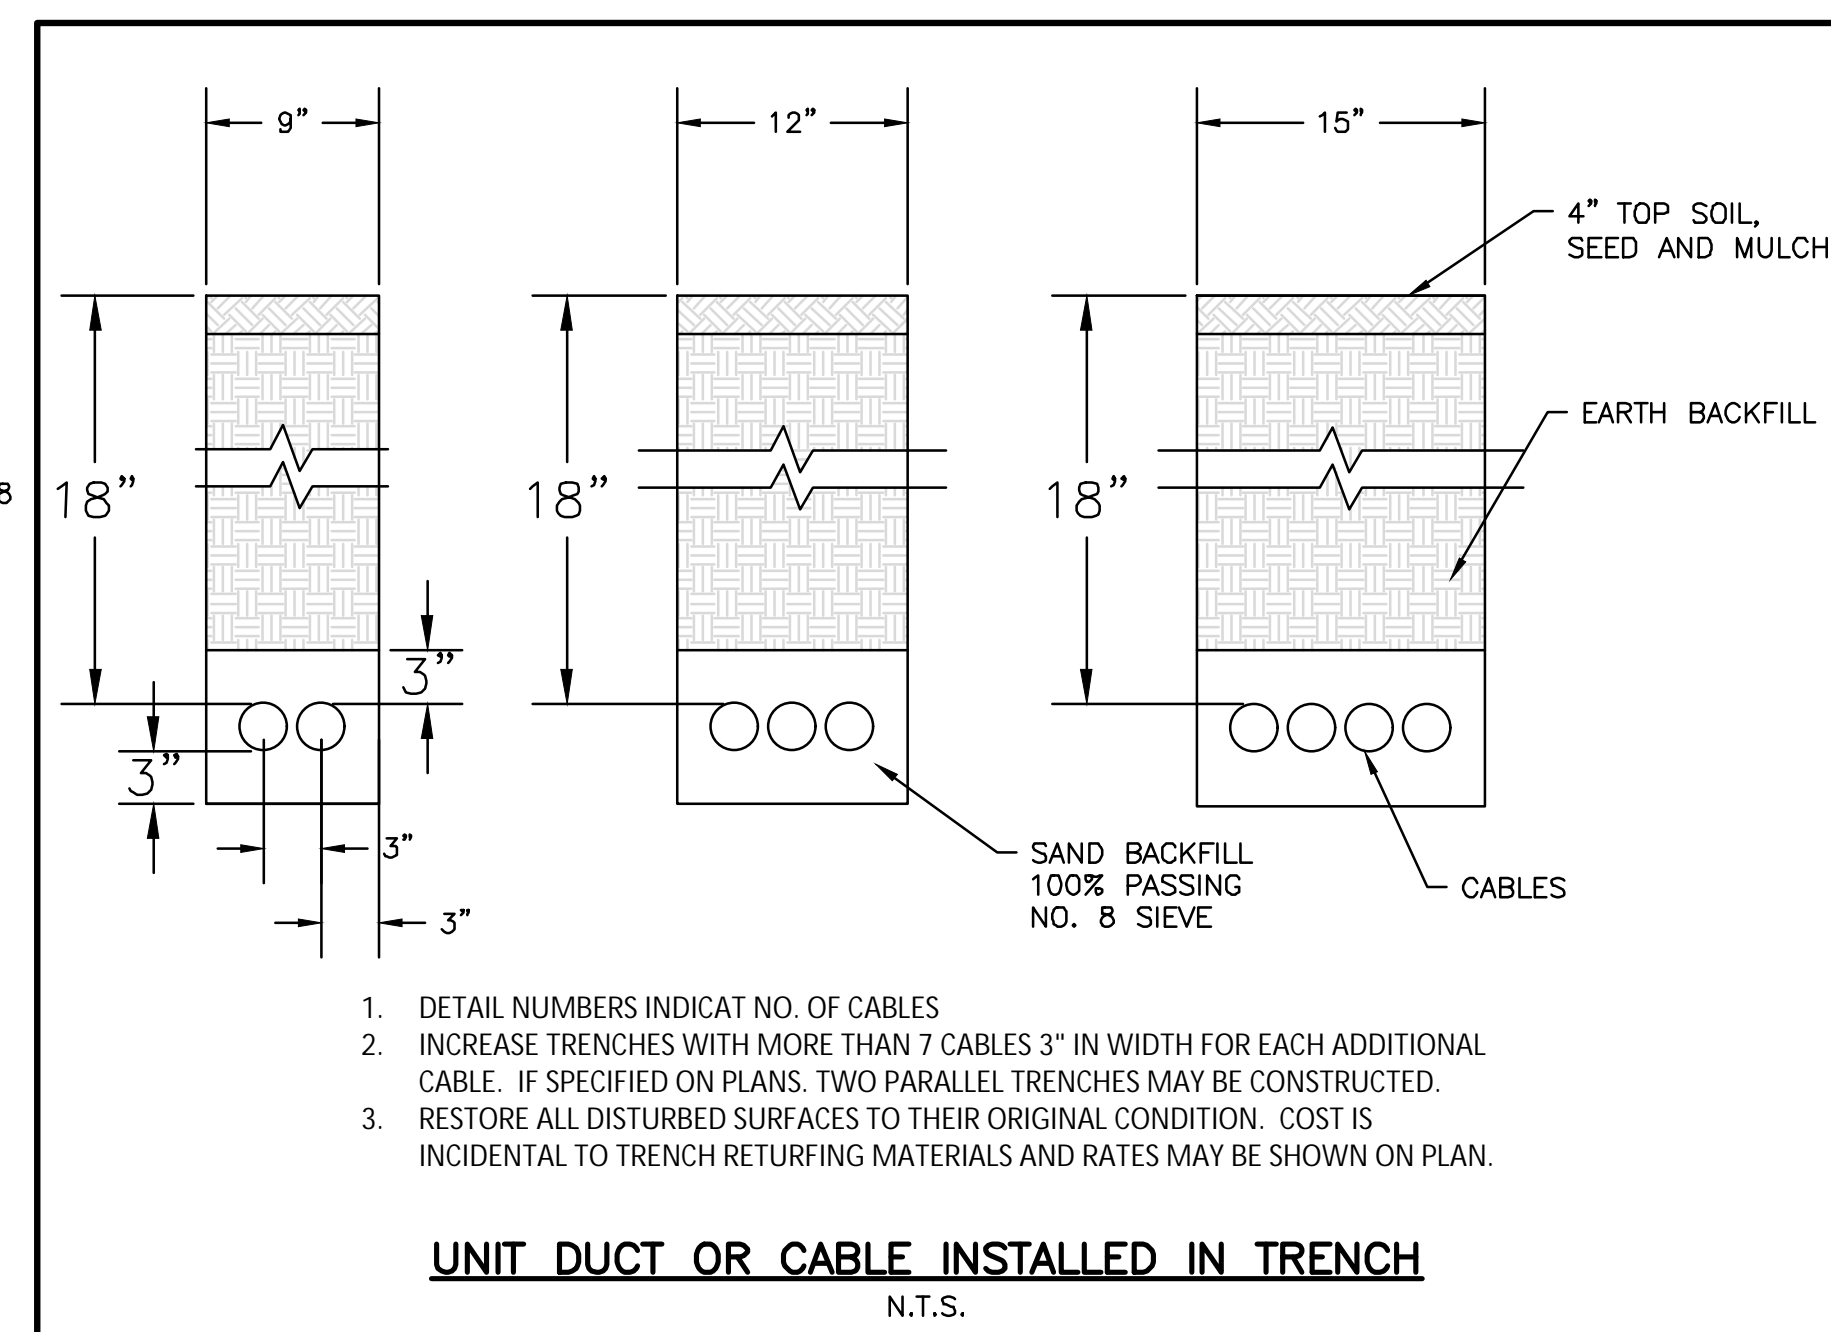 9”
12”
15”
4” TOP SOIL,
SEED AND MULCH
EARTH BACKFILL
8
18”
18”
18”
3”
3”
3”
3”
SAND BACKFILL
100% PASSING
NO. 8 SIEVE
CABLES
1. DETAIL NUMBERS INDICAT NO. OF CABLES
2. INCREASE TRENCHES WITH MORE THAN 7 CABLES 3" IN WIDTH FOR EACH ADDITIONAL
CABLE. IF SPECIFIED ON PLANS. TWO PARALLEL TRENCHES MAY BE CONSTRUCTED.
3. RESTORE ALL DISTURBED SURFACES TO THEIR ORIGINAL CONDITION. COST IS
INCIDENTAL TO TRENCH RETURFING MATERIALS AND RATES MAY BE SHOWN ON PLAN.
UNIT DUCT OR CABLE INSTALLED IN TRENCH
N.T.S.